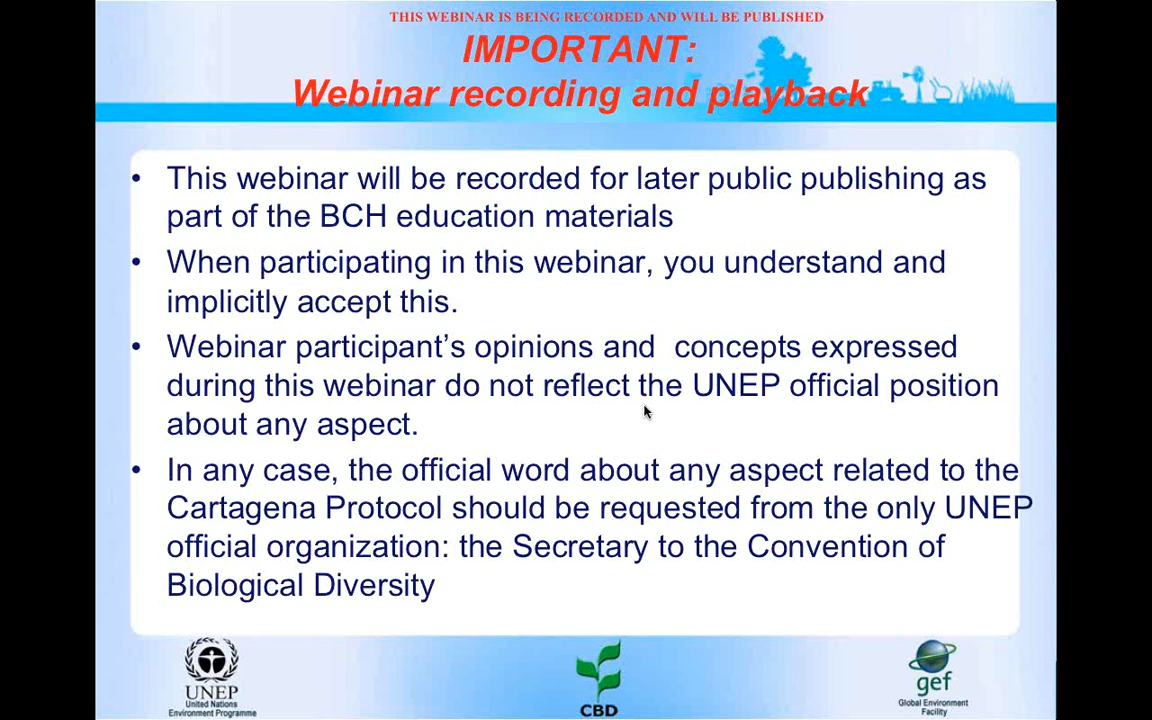 THIS WEBINAR IS BEING RECORDED AND WILL BE PUBLISHED
IMPORTANT:
Webinar recording and playback
• This webinar will be recorded for later public publishing as
part of the BCH education materials
• When participating in this webinar, you understand and
implicitly accept this.
• Webinar participant’s opinions and  concepts expressed
during this webinar do not reflect the UNEP official position
about any aspect.
• In any case, the official word about any aspect related to the
Cartagena Protocol should be requested from the only UNEP
official organization: the Secretary to the Convention of
Biological Diversity
UNEP
United Nations
Environment Programme
CBD
gef
Global Environment
Facility